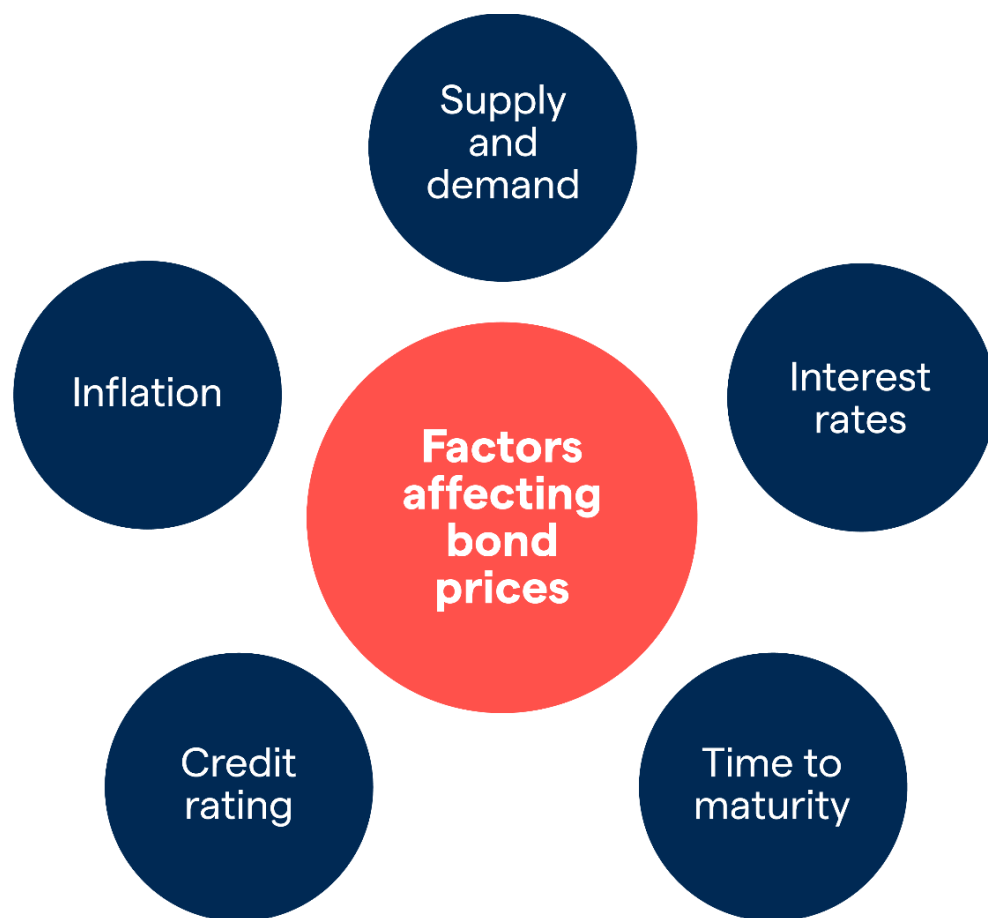 Supply
and
demand
Interest
rates
Inflation
Factors
affecting
bond
prices
Credit
rating
Time to
maturity